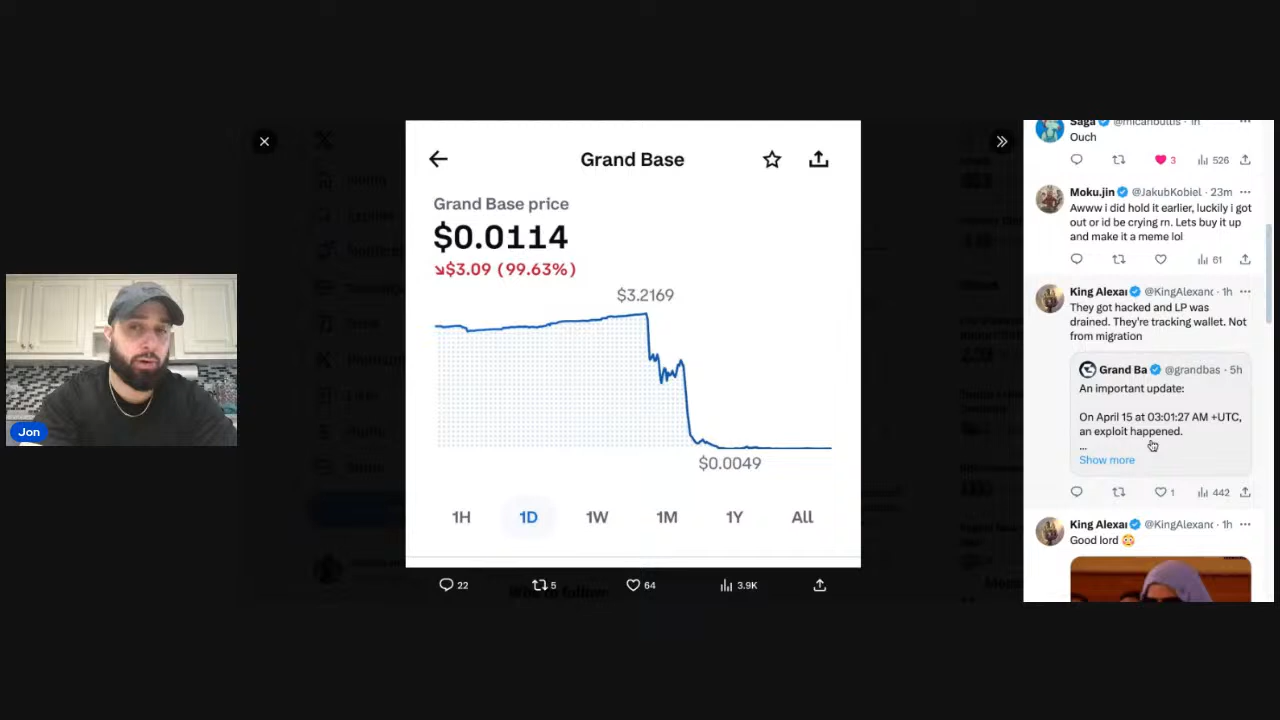 Grand Base
Grand Base price
$0.0114
↘$3.09 (99.63%)
$3.2169
$0.0049
1H
1D
1W
1M
1Y
All
22
5
64
3.9K
Jon
Saga @micahbullis · 1h
Ouch
3
526
Moku.jin @JakubKobiel · 23m
Awww i did hold it earlier, luckily i got
out or id be crying rn. Lets buy it up
and make it a meme lol
61
King Alexar @KingAlexanc · 1h
They got hacked and LP was
drained. They're tracking wallet. Not
from migration
Grand Ba @grandbas · 5h
An important update:
On April 15 at 03:01:27 AM +UTC,
an exploit happened.
...
Show more
1
442
King Alexar @KingAlexanc · 1h
Good lord 😳